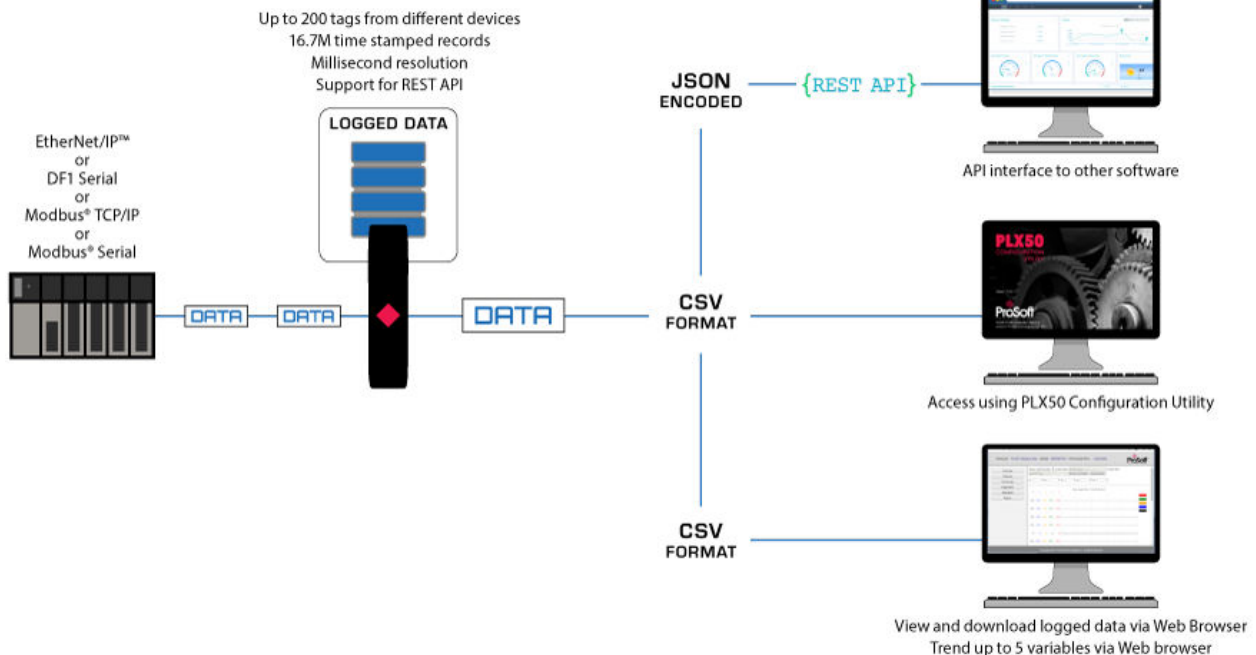 Up to 200 tags from different devices
16.7M time stamped records
Millisecond resolution
Support for REST API
LOGGED DATA
EtherNet/IP™
or
DF1 Serial
or
Modbus® TCP/IP
or
Modbus® Serial
DATA
DATA
DATA
JSON
ENCODED
{REST API}
API interface to other software
CSV
FORMAT
PLX50
CONFIGURATION
UTILITY
ProSoft
Access using PLX50 Configuration Utility
CSV
FORMAT
ProSoft
View and download logged data via Web Browser
Trend up to 5 variables via Web browser